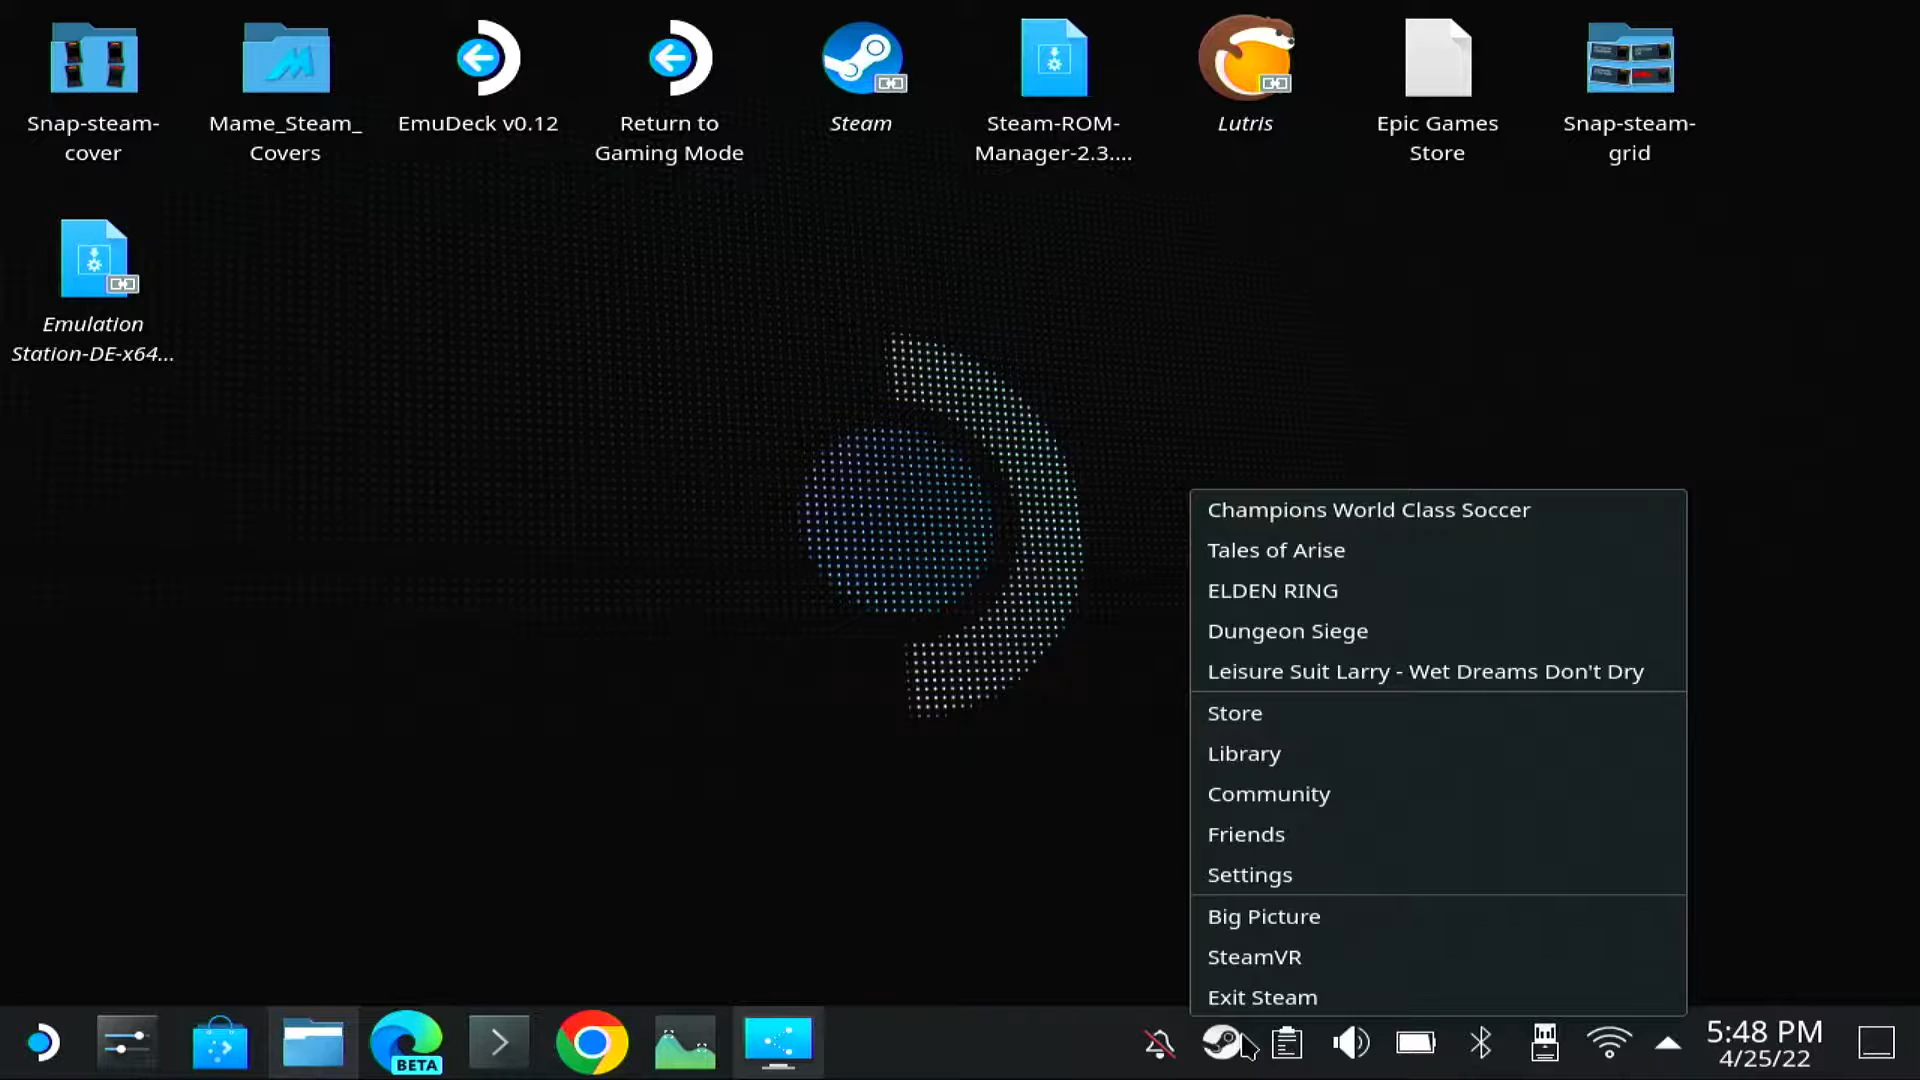 Snap-steam-
cover
Mame_Steam_
Covers
EmuDeck v0.12
Return to
Gaming Mode
Steam
Steam-ROM-
Manager-2.3....
Lutris
Epic Games
Store
Snap-steam-
grid
Emulation
Station-DE-x64...
Champions World Class Soccer
Tales of Arise
ELDEN RING
Dungeon Siege
Leisure Suit Larry - Wet Dreams Don't Dry
Store
Library
Community
Friends
Settings
Big Picture
SteamVR
Exit Steam
BETA
5:48 PM
4/25/22